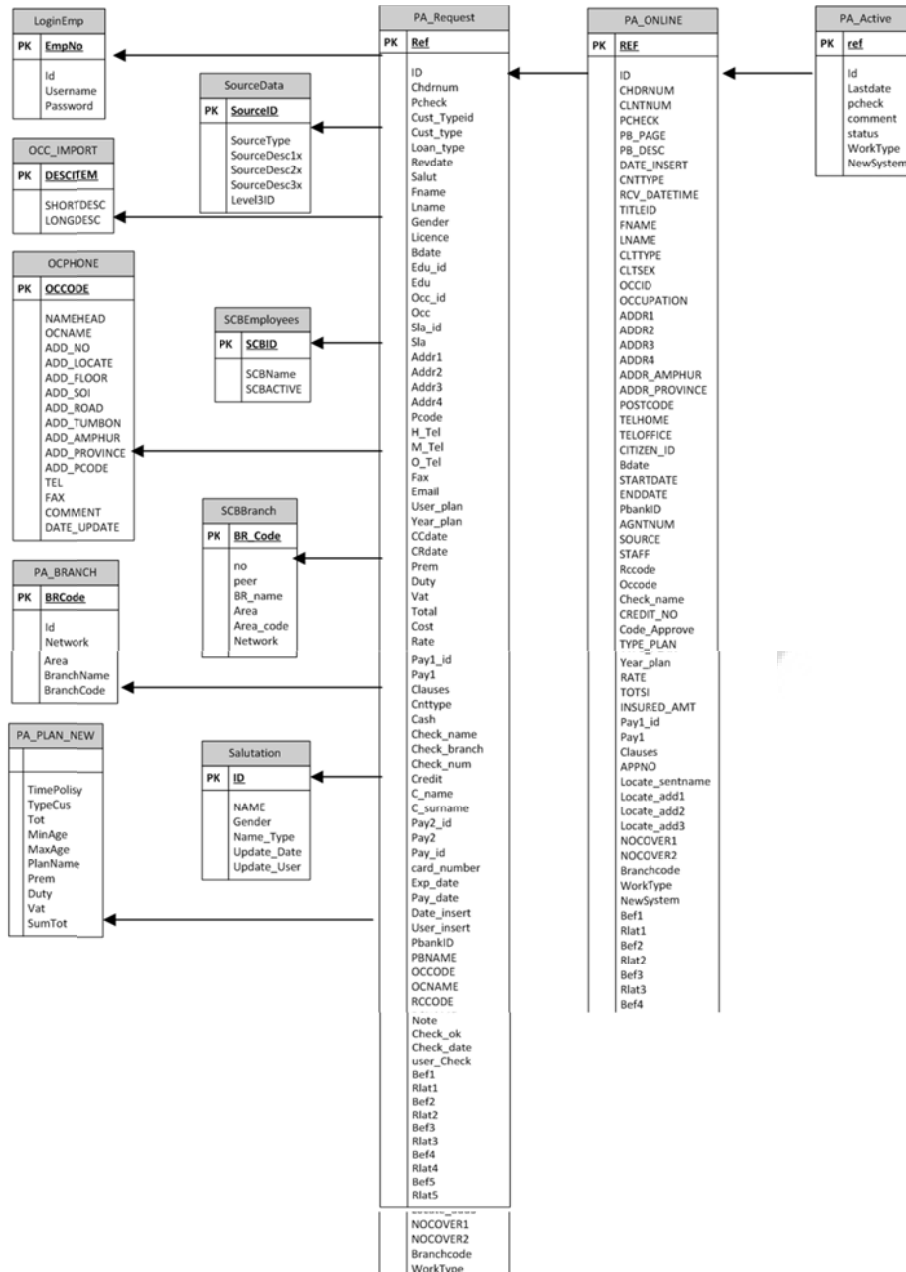 LoginEmp
PK EmpNo
Id
Username
Password
OCC_IMPORT
PK DESCITEM
SHORTDESC
LONGDESC
OCPHONE
PK OCCODE
NAMEHEAD
OCNAME
ADD_NO
ADD_LOCATE
ADD_FLOOR
ADD_SOI
ADD_ROAD
ADD_TUMBON
ADD_AMPHUR
ADD_PROVINCE
ADD_PCODE
TEL
FAX
COMMENT
DATE_UPDATE
PA_BRANCH
PK BRCode
Id
Network
Area
BranchName
BranchCode
PA_PLAN_NEW
TimePolisy
TypeCus
Tot
MinAge
MaxAge
PlanName
Prem
Duty
Vat
SumTot
SourceData
PK SourceID
SourceType
SourceDesc1x
SourceDesc2x
SourceDesc3x
Level3ID
SCBEmployees
PK SCBID
SCBName
SCBACTIVE
SCBBranch
PK BR_Code
no
peer
BR_name
Area
Area_code
Network
Salutation
PK ID
NAME
Gender
Name_Type
Update_Date
Update_User
PA_Request
PK Ref
ID
Chdrnum
Pcheck
Cust_Typeid
Cust_type
Loan_type
Revdate
Salut
Fname
Lname
Gender
Licence
Bdate
Edu_id
Edu
Occ_id
Occ
Sla_id
Sla
Addr1
Addr2
Addr3
Addr4
Pcode
H_Tel
M_Tel
O_Tel
Fax
Email
User_plan
Year_plan
CCdate
CRdate
Prem
Duty
Vat
Total
Cost
Rate
Pay1_id
Pay1
Clauses
Cnttype
Cash
Check_name
Check_branch
Check_num
Credit
C_name
C_surname
Pay2_id
Pay2
Pay_id
card_number
Exp_date
Pay_date
Date_insert
User_insert
PbankID
PBNAME
OCCODE
OCNAME
RCCODE
Note
Check_ok
Check_date
user_Check
Bef1
Rlat1
Bef2
Rlat2
Bef3
Rlat3
Bef4
Rlat4
Bef5
Rlat5
NOCOVER1
NOCOVER2
Branchcode
WorkType
PA_ONLINE
PK REF
ID
CHDRNUM
CLNTNUM
PCHECK
PB_PAGE
PB_DESC
DATE_INSERT
CNTTYPE
RCV_DATETIME
TITLEID
FNAME
LNAME
CLTTYPE
CLTSEX
OCCID
OCCUPATION
ADDR1
ADDR2
ADDR3
ADDR4
ADDR_AMPHUR
ADDR_PROVINCE
POSTCODE
TELHOME
TELOFFICE
CITIZEN_ID
Bdate
STARTDATE
ENDDATE
PbankID
AGNTNUM
SOURCE
STAFF
Rccode
Occode
Check_name
CREDIT_NO
Code_Approve
TYPE_PLAN
Year_plan
RATE
TOTSI
INSURED_AMT
Pay1_id
Pay1
Clauses
APPNO
Locate_sentname
Locate_add1
Locate_add2
Locate_add3
NOCOVER1
NOCOVER2
Branchcode
WorkType
NewSystem
Bef1
Rlat1
Bef2
Rlat2
Bef3
Rlat3
Bef4
PA_Active
PK ref
Id
Lastdate
pcheck
comment
status
WorkType
NewSystem